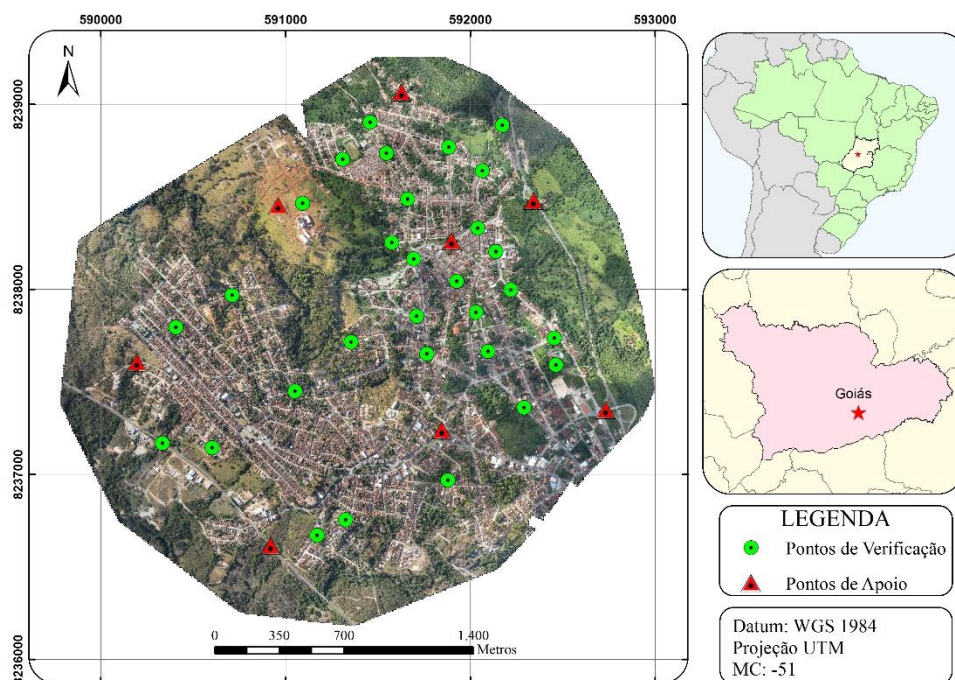 590000 591000 592000 593000
N
8239000
8238000
8237000
8236000
0 350 700 1,400
Metros
Goiás
LEGENDA
Pontos de Verificação
Pontos de Apoio
Datum: WGS 1984
Projeção UTM
MC: -51